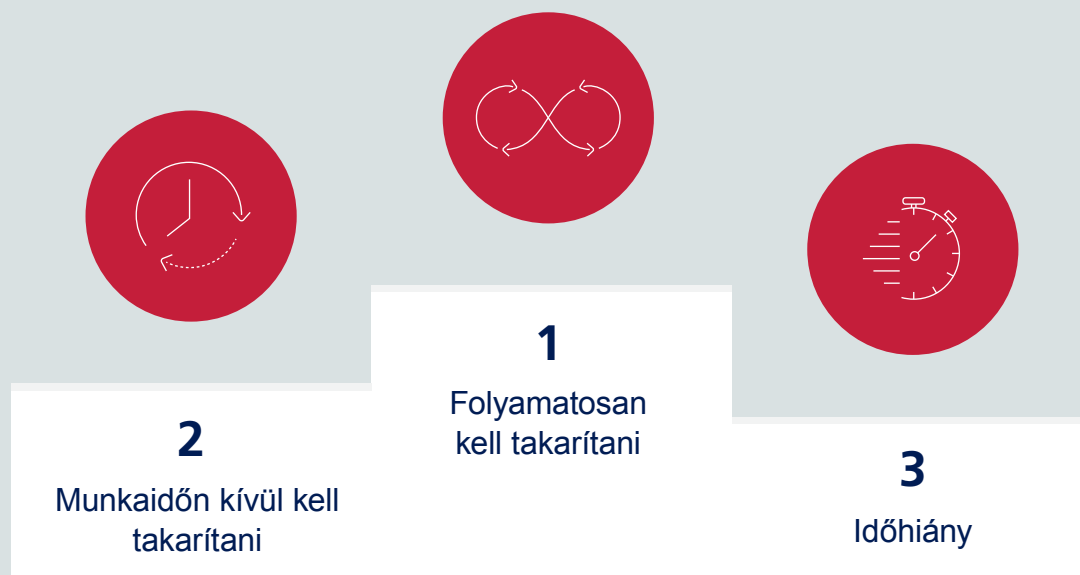 1
Folyamatosan
kell takarítani
2
Munkaidőn kívül kell
takarítani
3
Időhiány